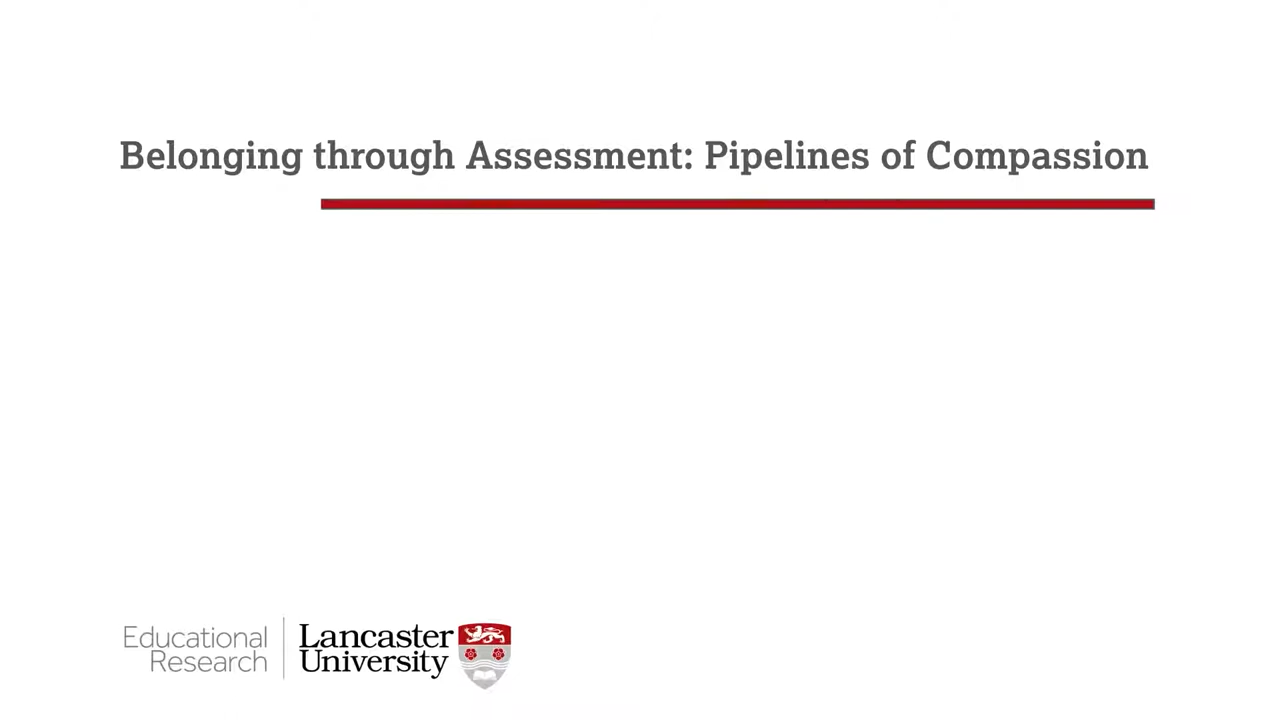 Belonging through Assessment: Pipelines of Compassion
Educational
Research
Lancaster
University